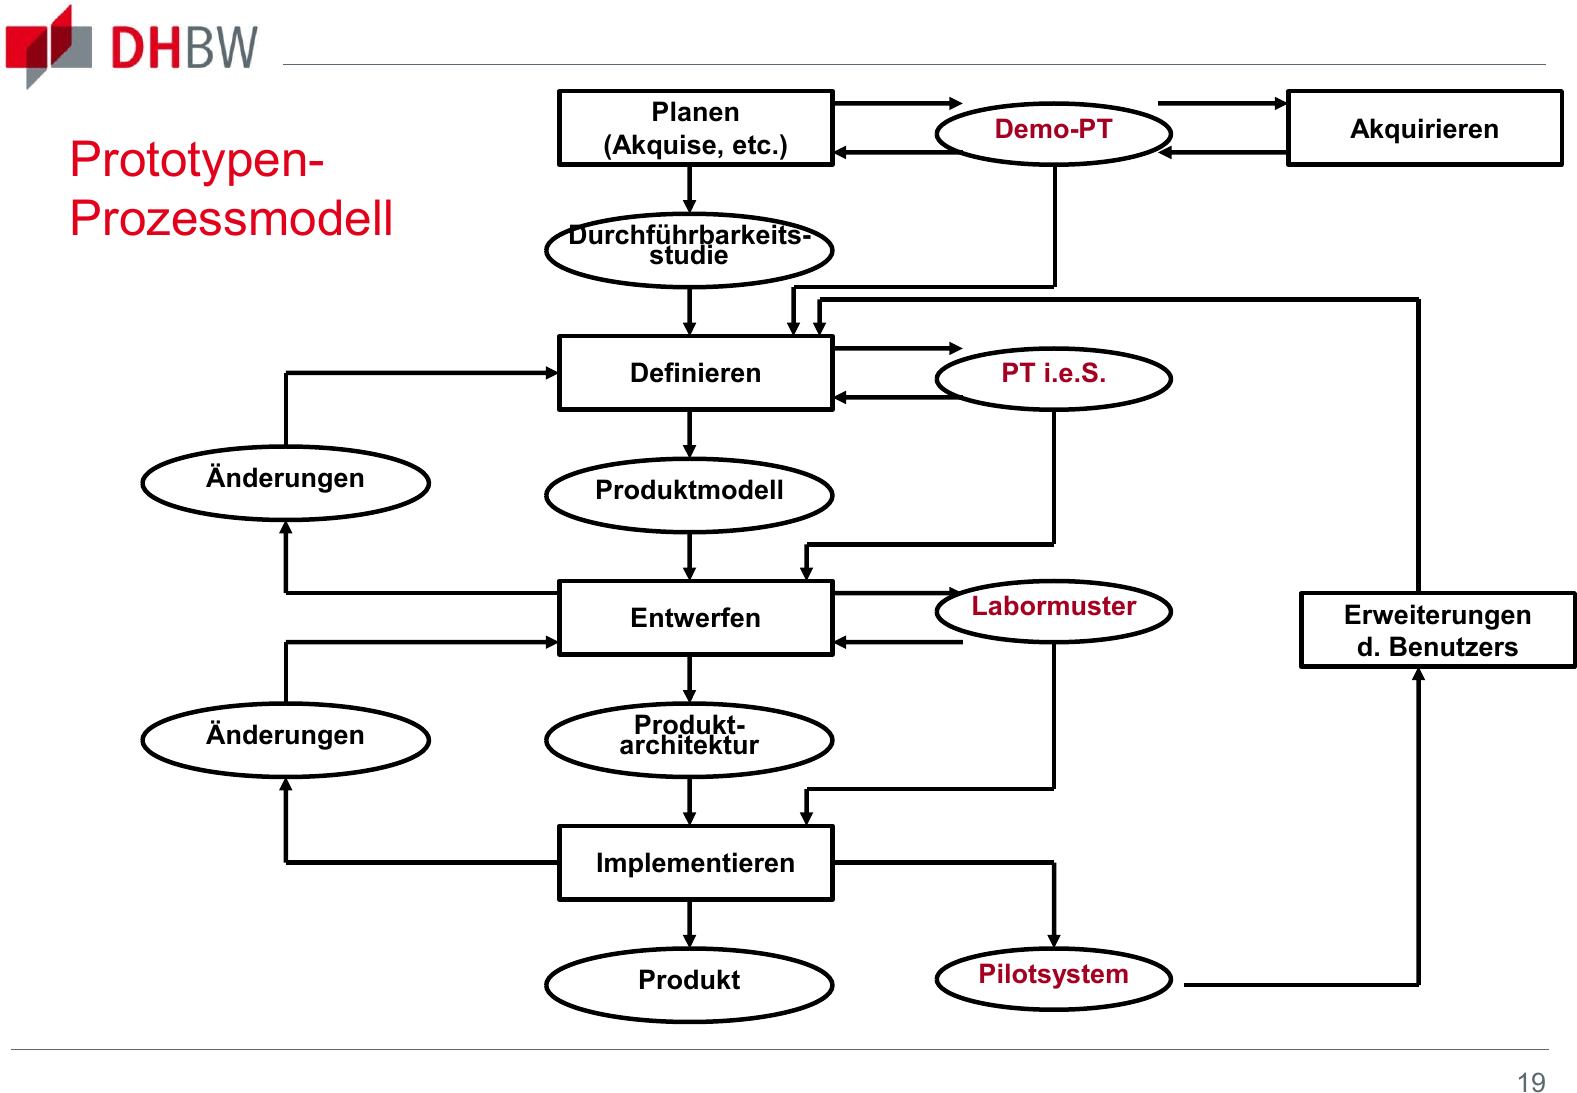 DHBW
Prototypen-
Prozessmodell
Planen
(Akquise, etc.)
Demo-PT
Akquirieren
Durchführbarkeits-
studie
Definieren
PT i.e.S.
Änderungen
Produktmodell
Entwerfen
Labormuster
Erweiterungen
d. Benutzers
Änderungen
Produkt-
architektur
Implementieren
Produkt
Pilotsystem
19